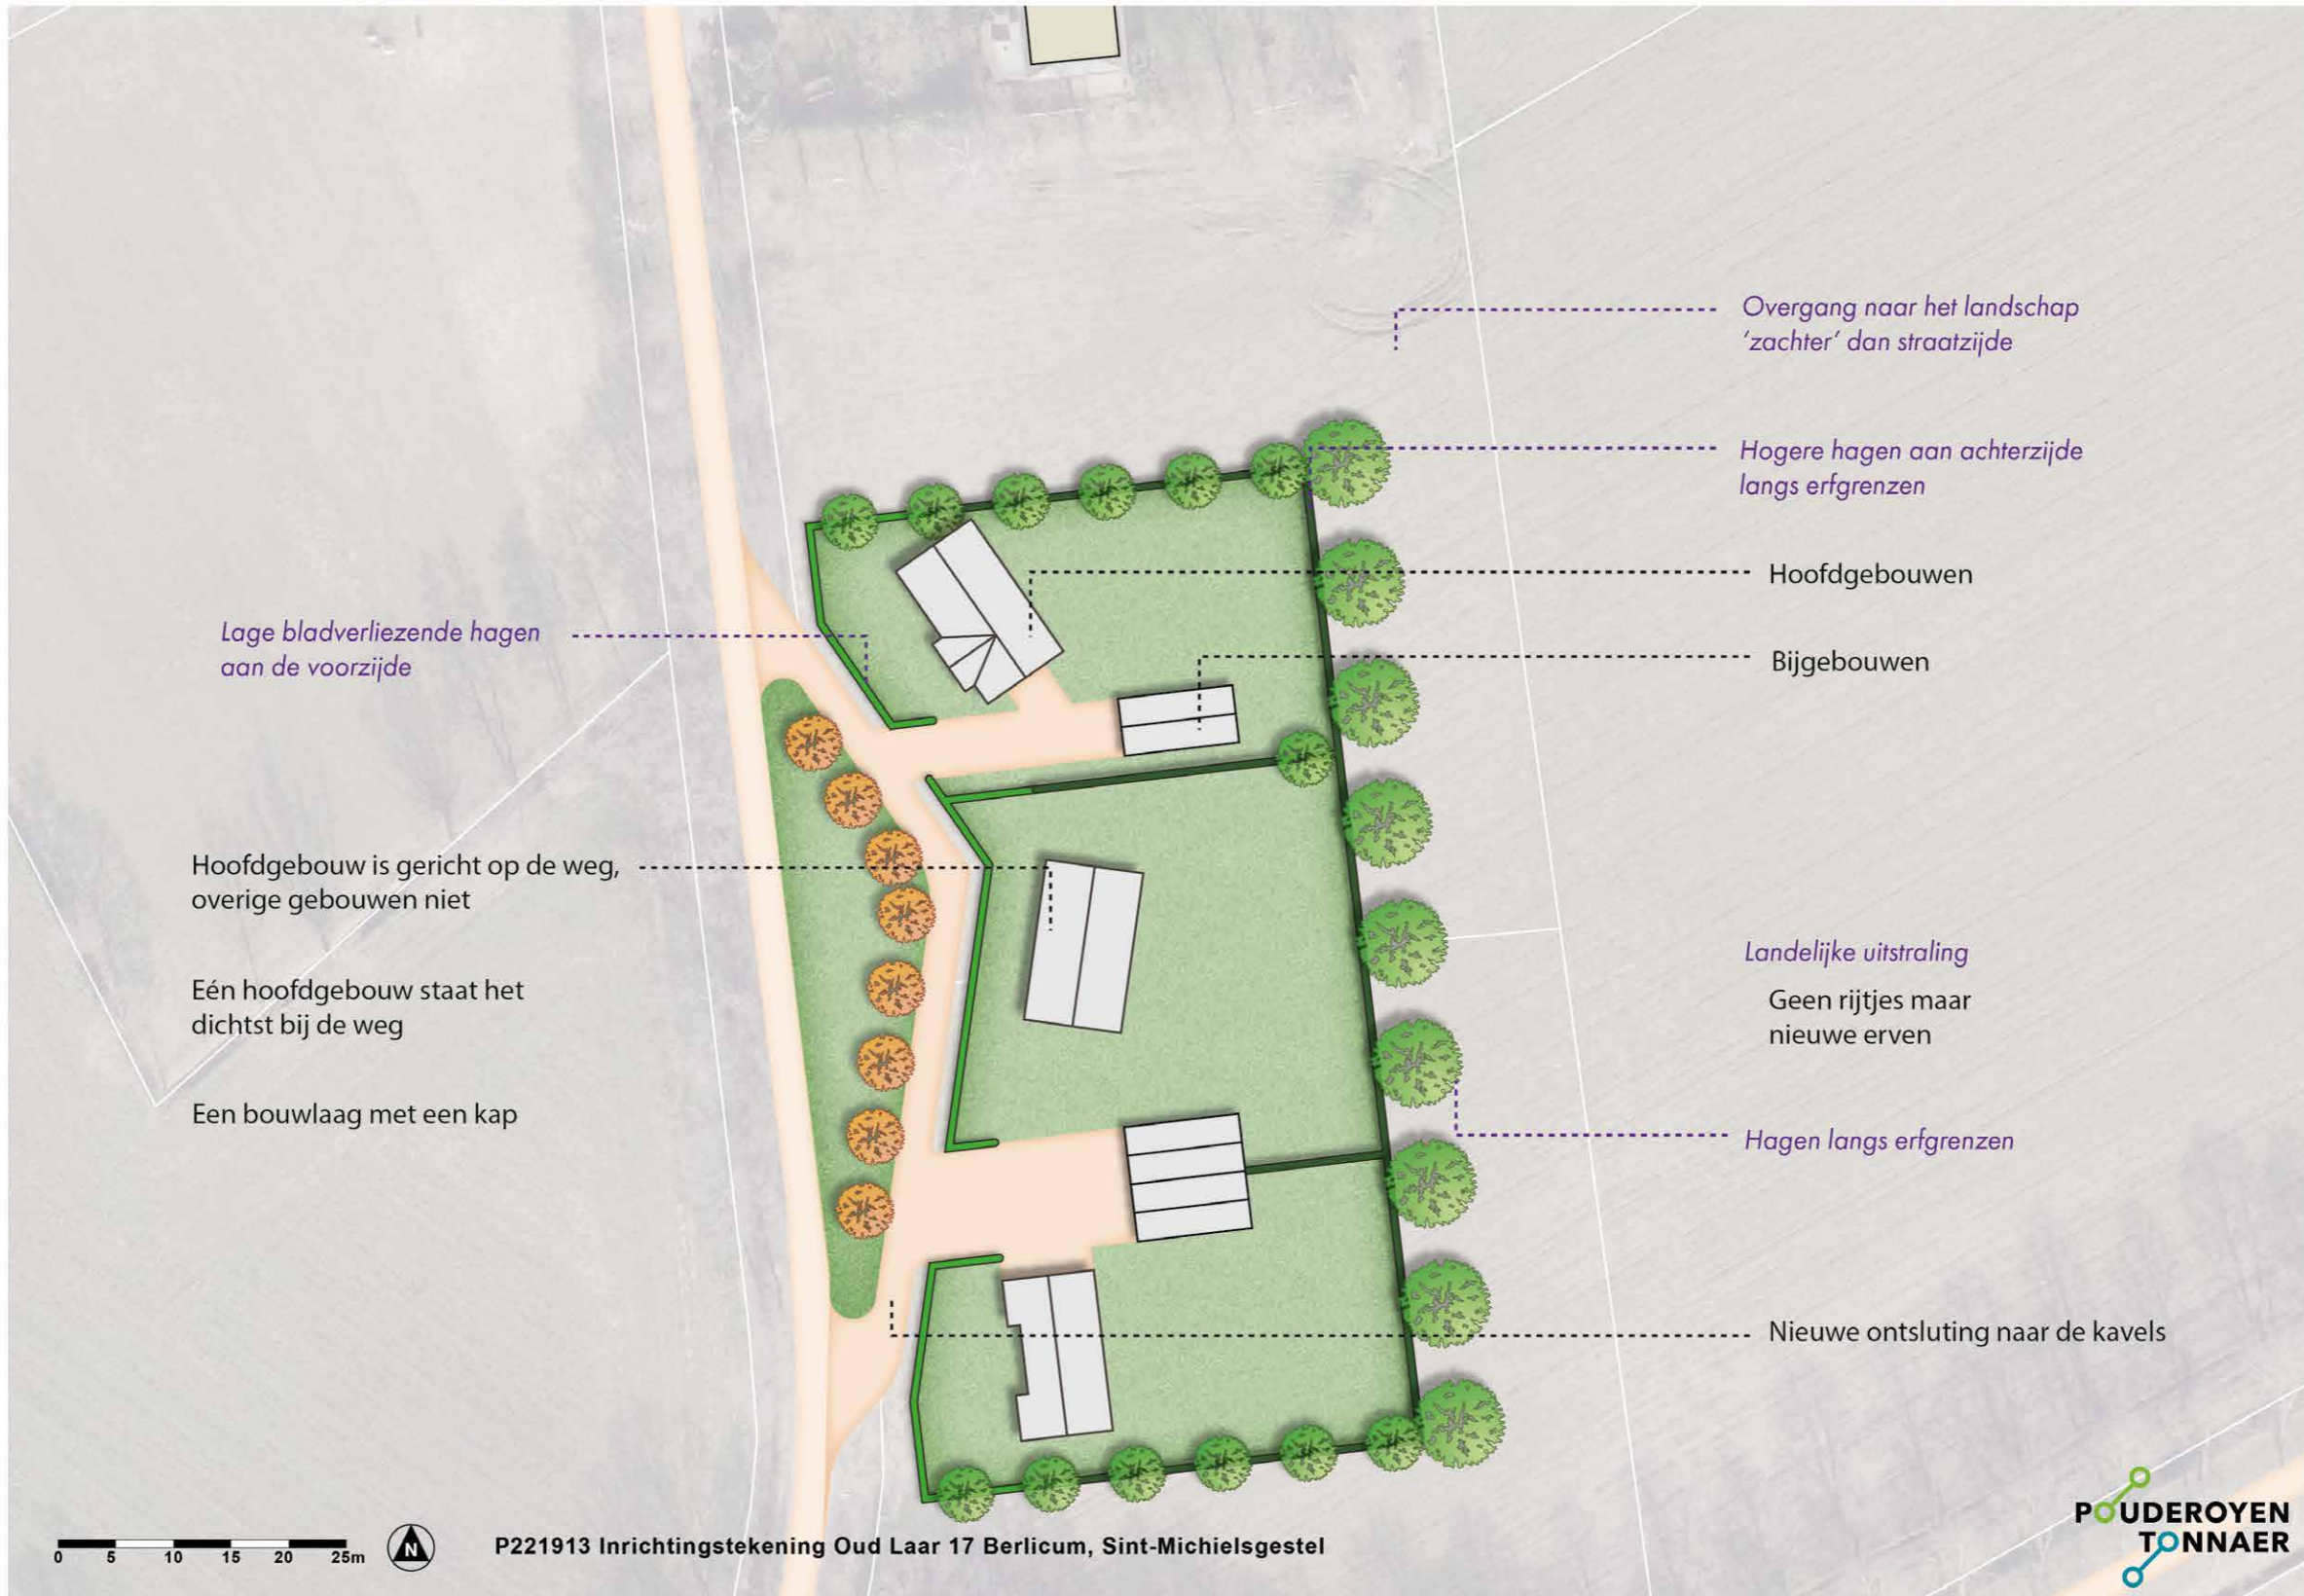 Overgang naar het landschap
‘zachter’ dan straatzijde
Hogere hagen aan achterzijde
langs erfgrenzen
Hoofdgebouwen
Lage bladverliezende hagen
aan de voorzijde
Bijgebouwen
Hoofdgebouw is gericht op de weg,
overige gebouwen niet
Eén hoofdgebouw staat het
dichtst bij de weg
Een bouwlaag met een kap
Landelijke uitstraling
Geen rijtjes maar
nieuwe erven
Hagen langs erfgrenzen
Nieuwe ontsluting naar de kavels
0 5 10 15 20 25m
N
P221913 Inrichtingstekening Oud Laar 17 Berlicum, Sint-Michielsgestel
POUDEROYEN
TONNAER